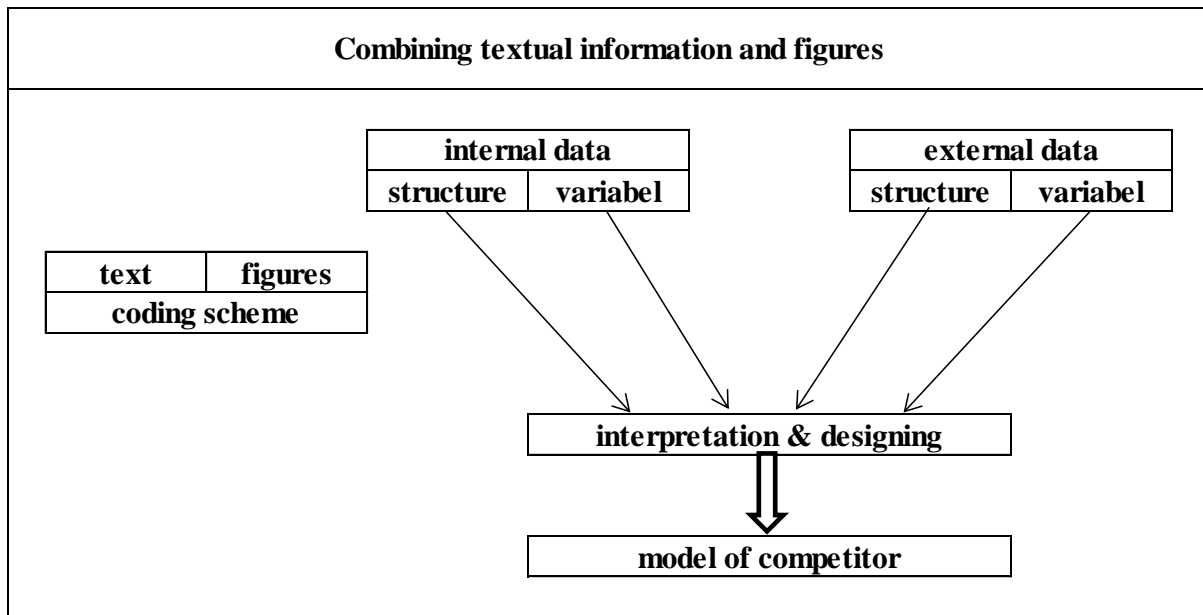 Combining textual information and figures
internal data
external data
structure variabel
structure variabel
text figures
coding scheme
interpretation & designing
model of competitor